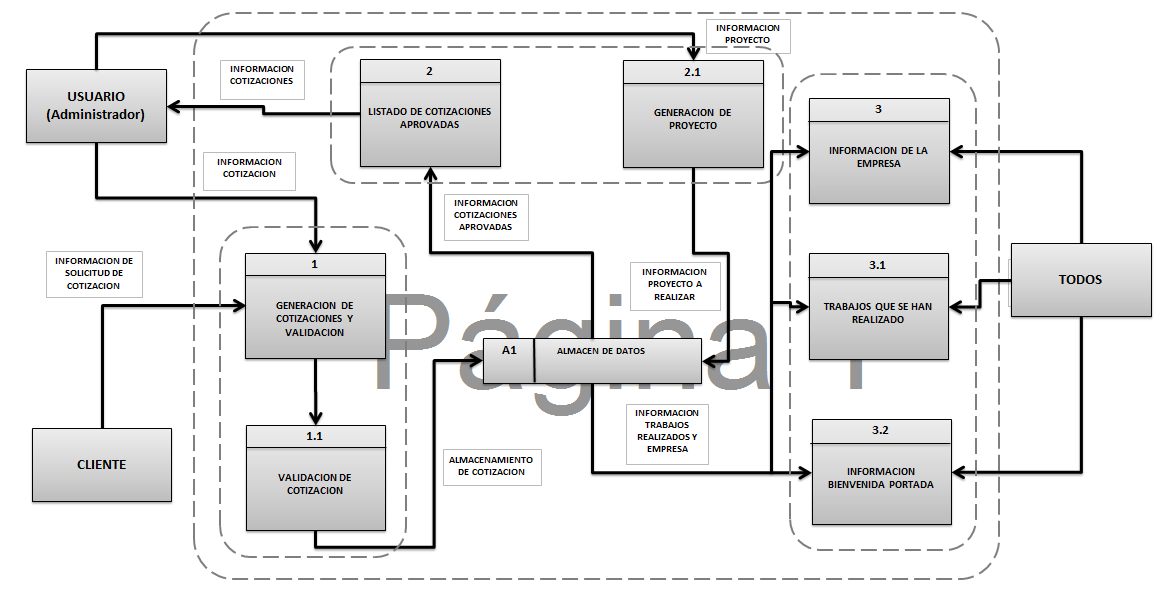 INFORMACION
PROYECTO
INFORMACION
COTIZACIONES
USUARIO
(Administrador)
2
LISTADO DE COTIZACIONES
APROVADAS
2.1
GENERACION DE
PROYECTO
3
INFORMACION DE LA
EMPRESA
INFORMACION
COTIZACION
INFORMACION
COTIZACIONES
APROVADAS
INFORMACION DE
SOLICITUD DE
COTIZACION
1
GENERACION DE
COTIZACIONES Y
VALIDACION
INFORMACION
PROYECTO A
REALIZAR
3.1
TRABAJOS QUE SE HAN
REALIZADO
TODOS
Página 1
A1
ALMACEN DE DATOS
INFORMACION
TRABAJOS
REALIZADOS Y
EMPRESA
CLIENTE
1.1
VALIDACION DE
COTIZACION
ALMACENAMIENTO
DE COTIZACION
3.2
INFORMACION
BIENVENIDA PORTADA